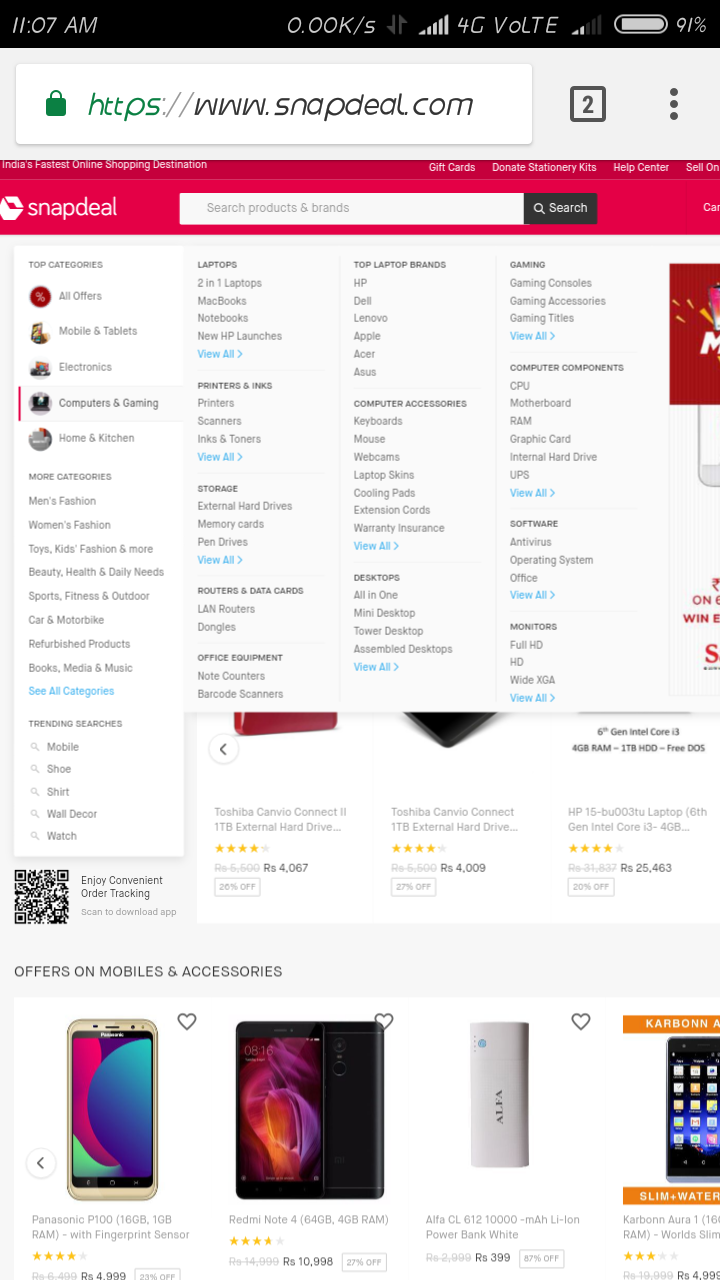 11:07 AM
0.00K/s 4G VoLTE 91%
https://www.snapdeal.com
2
India's Fastest Online Shopping Destination
Gift Cards Donate Stationery Kits Help Center Sell On
snapdeal
Search products & brands
Search
TOP CATEGORIES
%
All Offers
Mobile & Tablets
Electronics
Computers & Gaming
Home & Kitchen
MORE CATEGORIES
Men's Fashion
Women's Fashion
Toys, Kids' Fashion & more
Beauty, Health & Daily Needs
Sports, Fitness & Outdoor
Car & Motorbike
Refurbished Products
Books, Media & Music
See All Categories
TRENDING SEARCHES
Mobile
Shoe
Shirt
Wall Decor
Watch
Enjoy Convenient
Order Tracking
Scan to download app
LAPTOPS
2 in 1 Laptops
MacBooks
Notebooks
New HP Launches
View All
PRINTERS & INKS
Printers
Scanners
Inks & Toners
View All
STORAGE
External Hard Drives
Memory cards
Pen Drives
View All
ROUTERS & DATA CARDS
LAN Routers
Dongles
OFFICE EQUIPMENT
Note Counters
Barcode Scanners
TOP LAPTOP BRANDS
HP
Dell
Lenovo
Apple
Acer
Asus
COMPUTER ACCESSORIES
Keyboards
Mouse
Webcams
Laptop Skins
Cooling Pads
Extension Cords
Warranty Insurance
View All
DESKTOPS
All in One
Mini Desktop
Tower Desktop
Assembled Desktops
View All
GAMING
Gaming Consoles
Gaming Accessories
Gaming Titles
View All
COMPUTER COMPONENTS
CPU
Motherboard
RAM
Graphic Card
Internal Hard Drive
UPS
View All
SOFTWARE
Antivirus
Operating System
Office
View All
MONITORS
Full HD
HD
Wide XGA
View All
₹
WIN
6th Gen Intel Core i3
4GB RAM – 1TB HDD – Free DOS
Toshiba Canvio Connect II
1TB External Hard Drive...
Rs 5,500 Rs 4,067
26% OFF
Toshiba Canvio Connect
1TB External Hard Drive...
Rs 5,500 Rs 4,009
27% OFF
HP 15-bu003tu Laptop (6th
Gen Intel Core i3- 4GB...
Rs 31,837 Rs 25,463
20% OFF
OFFERS ON MOBILES & ACCESSORIES
Panasonic
08:16
ALFA
KARBONN A
SLIM+WATER
Panasonic P100 (16GB, 1GB
RAM) - with Fingerprint Sensor
Rs 6,499 Rs 4,999 23% OFF
Redmi Note 4 (64GB, 4GB RAM)
Rs 14,999 Rs 10,998 27% OFF
Alfa CL 612 10000 -mAh Li-Ion
Power Bank White
Rs 2,999 Rs 399 87% OFF
Karbonn Aura 1 (16G
RAM) - Worlds Slim
Rs 19,999 Rs 4,999